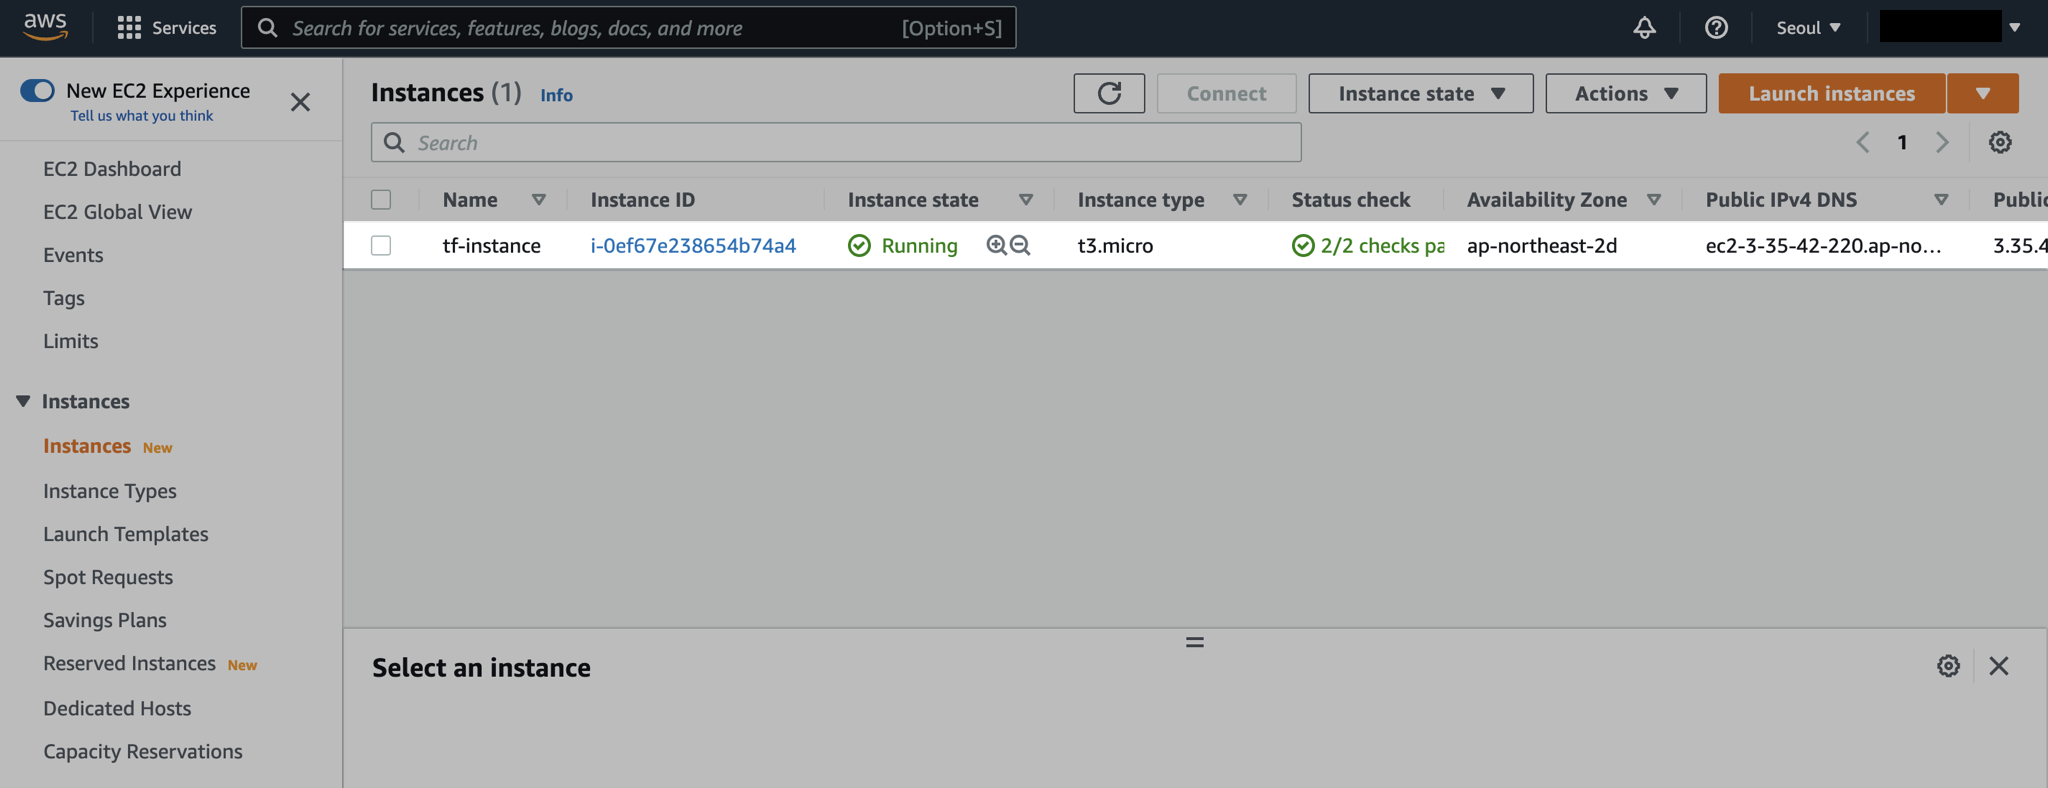 aws Services Search for services, features, blogs, docs, and more [Option+S] Seoul
New EC2 Experience
Tell us what you think
EC2 Dashboard
EC2 Global View
Events
Tags
Limits
Instances
Instances New
Instance Types
Launch Templates
Spot Requests
Savings Plans
Reserved Instances New
Dedicated Hosts
Capacity Reservations
Instances (1) Info Connect Instance state Actions Launch instances
Search 1
Name Instance ID Instance state Instance type Status check Availability Zone Public IPv4 DNS Public
tf-instance i-0ef67e238654b74a4 Running t3.micro 2/2 checks pa ap-northeast-2d ec2-3-35-42-220.ap-no... 3.35.4
Select an instance